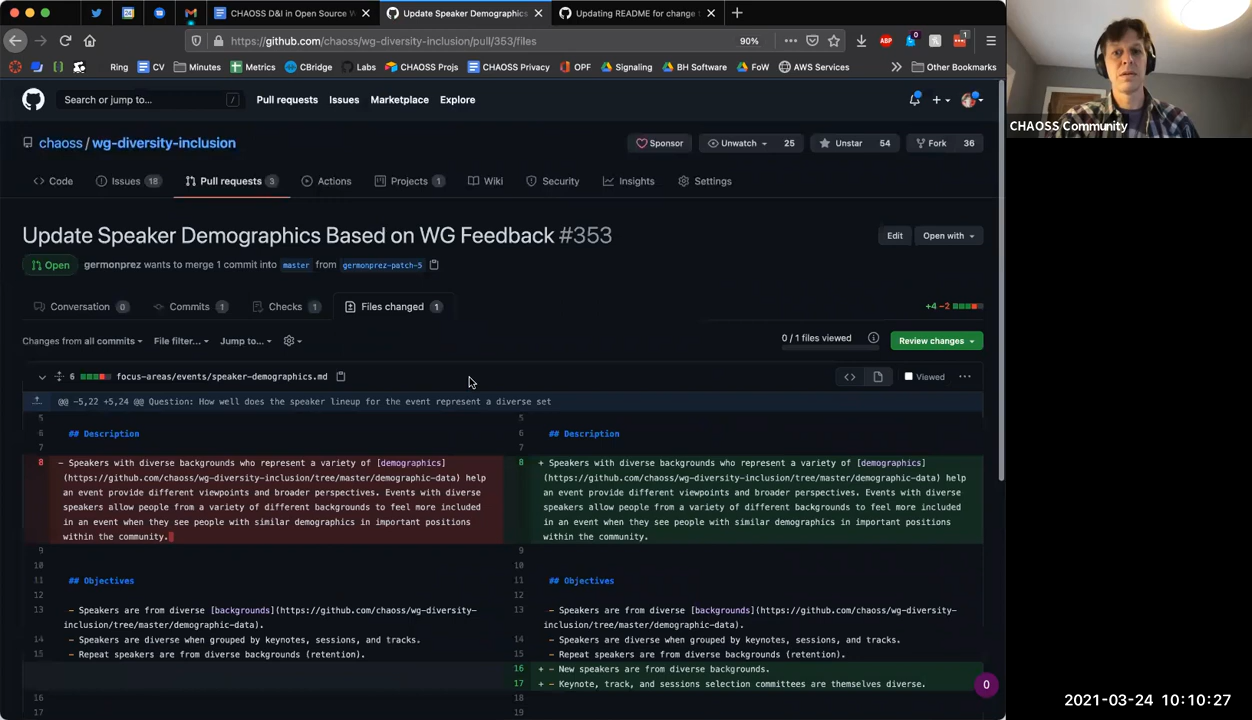 CHAOSS D&I in Open Source W
Update Speaker Demographics
Updating README for change
https://github.com/chaoss/wg-diversity-inclusion/pull/353/files
90%
ABP
0
1
Ring
CV
Minutes
Metrics
CBridge
Labs
CHAOSS Projs
CHAOSS Privacy
OPF
Signaling
BH Software
FoW
AWS Services
Other Bookmarks
Search or jump to...
/
Pull requests
Issues
Marketplace
Explore
chaoss / wg-diversity-inclusion
Sponsor
Unwatch
25
Unstar
54
Fork
36
Code
Issues 18
Pull requests 3
Actions
Projects 1
Wiki
Security
Insights
Settings
Update Speaker Demographics Based on WG Feedback #353
Edit
Open with
Open
germonprez wants to merge 1 commit into master from germonprez-patch-5
Conversation 0
Commits 1
Checks 1
Files changed 1
+4 −2
Changes from all commits
File filter...
Jump to...
0 / 1 files viewed
Review changes
6
focus-areas/events/speaker-demographics.md
Viewed
@@ -5,22 +5,24 @@ Question: How well does the speaker lineup for the event represent a diverse set
5
6 ## Description
7
8 - Speakers with diverse backgrounds who represent a variety of [demographics]
(https://github.com/chaoss/wg-diversity-inclusion/tree/master/demographic-data) help
an event provide different viewpoints and broader perspectives. Events with diverse
speakers allow people from a variety of different backgrounds to feel more included
in an event when they see people with similar demographics in important positions
within the community.
9
10
11 ## Objectives
12
13 - Speakers are from diverse [backgrounds](https://github.com/chaoss/wg-diversity-
inclusion/tree/master/demographic-data).
14 - Speakers are diverse when grouped by keynotes, sessions, and tracks.
15 - Repeat speakers are from diverse backgrounds (retention).
16
17
5
6 ## Description
7
8 + Speakers with diverse backgrounds who represent a variety of [demographics]
(https://github.com/chaoss/wg-diversity-inclusion/tree/master/demographic-data) help
an event provide different viewpoints and broader perspectives. Events with diverse
speakers allow people from a variety of different backgrounds to feel more included
in an event when they see people with similar demographics in important positions
within the community.
9
10
11 ## Objectives
12
13 - Speakers are from diverse [backgrounds](https://github.com/chaoss/wg-diversity-
inclusion/tree/master/demographic-data).
14 - Speakers are diverse when grouped by keynotes, sessions, and tracks.
15 - Repeat speakers are from diverse backgrounds (retention).
16 + - New speakers are from diverse backgrounds.
17 + - Keynote, track, and sessions selection committees are themselves diverse.
18
19
0
CHAOSS Community
2021-03-24 10:10:27